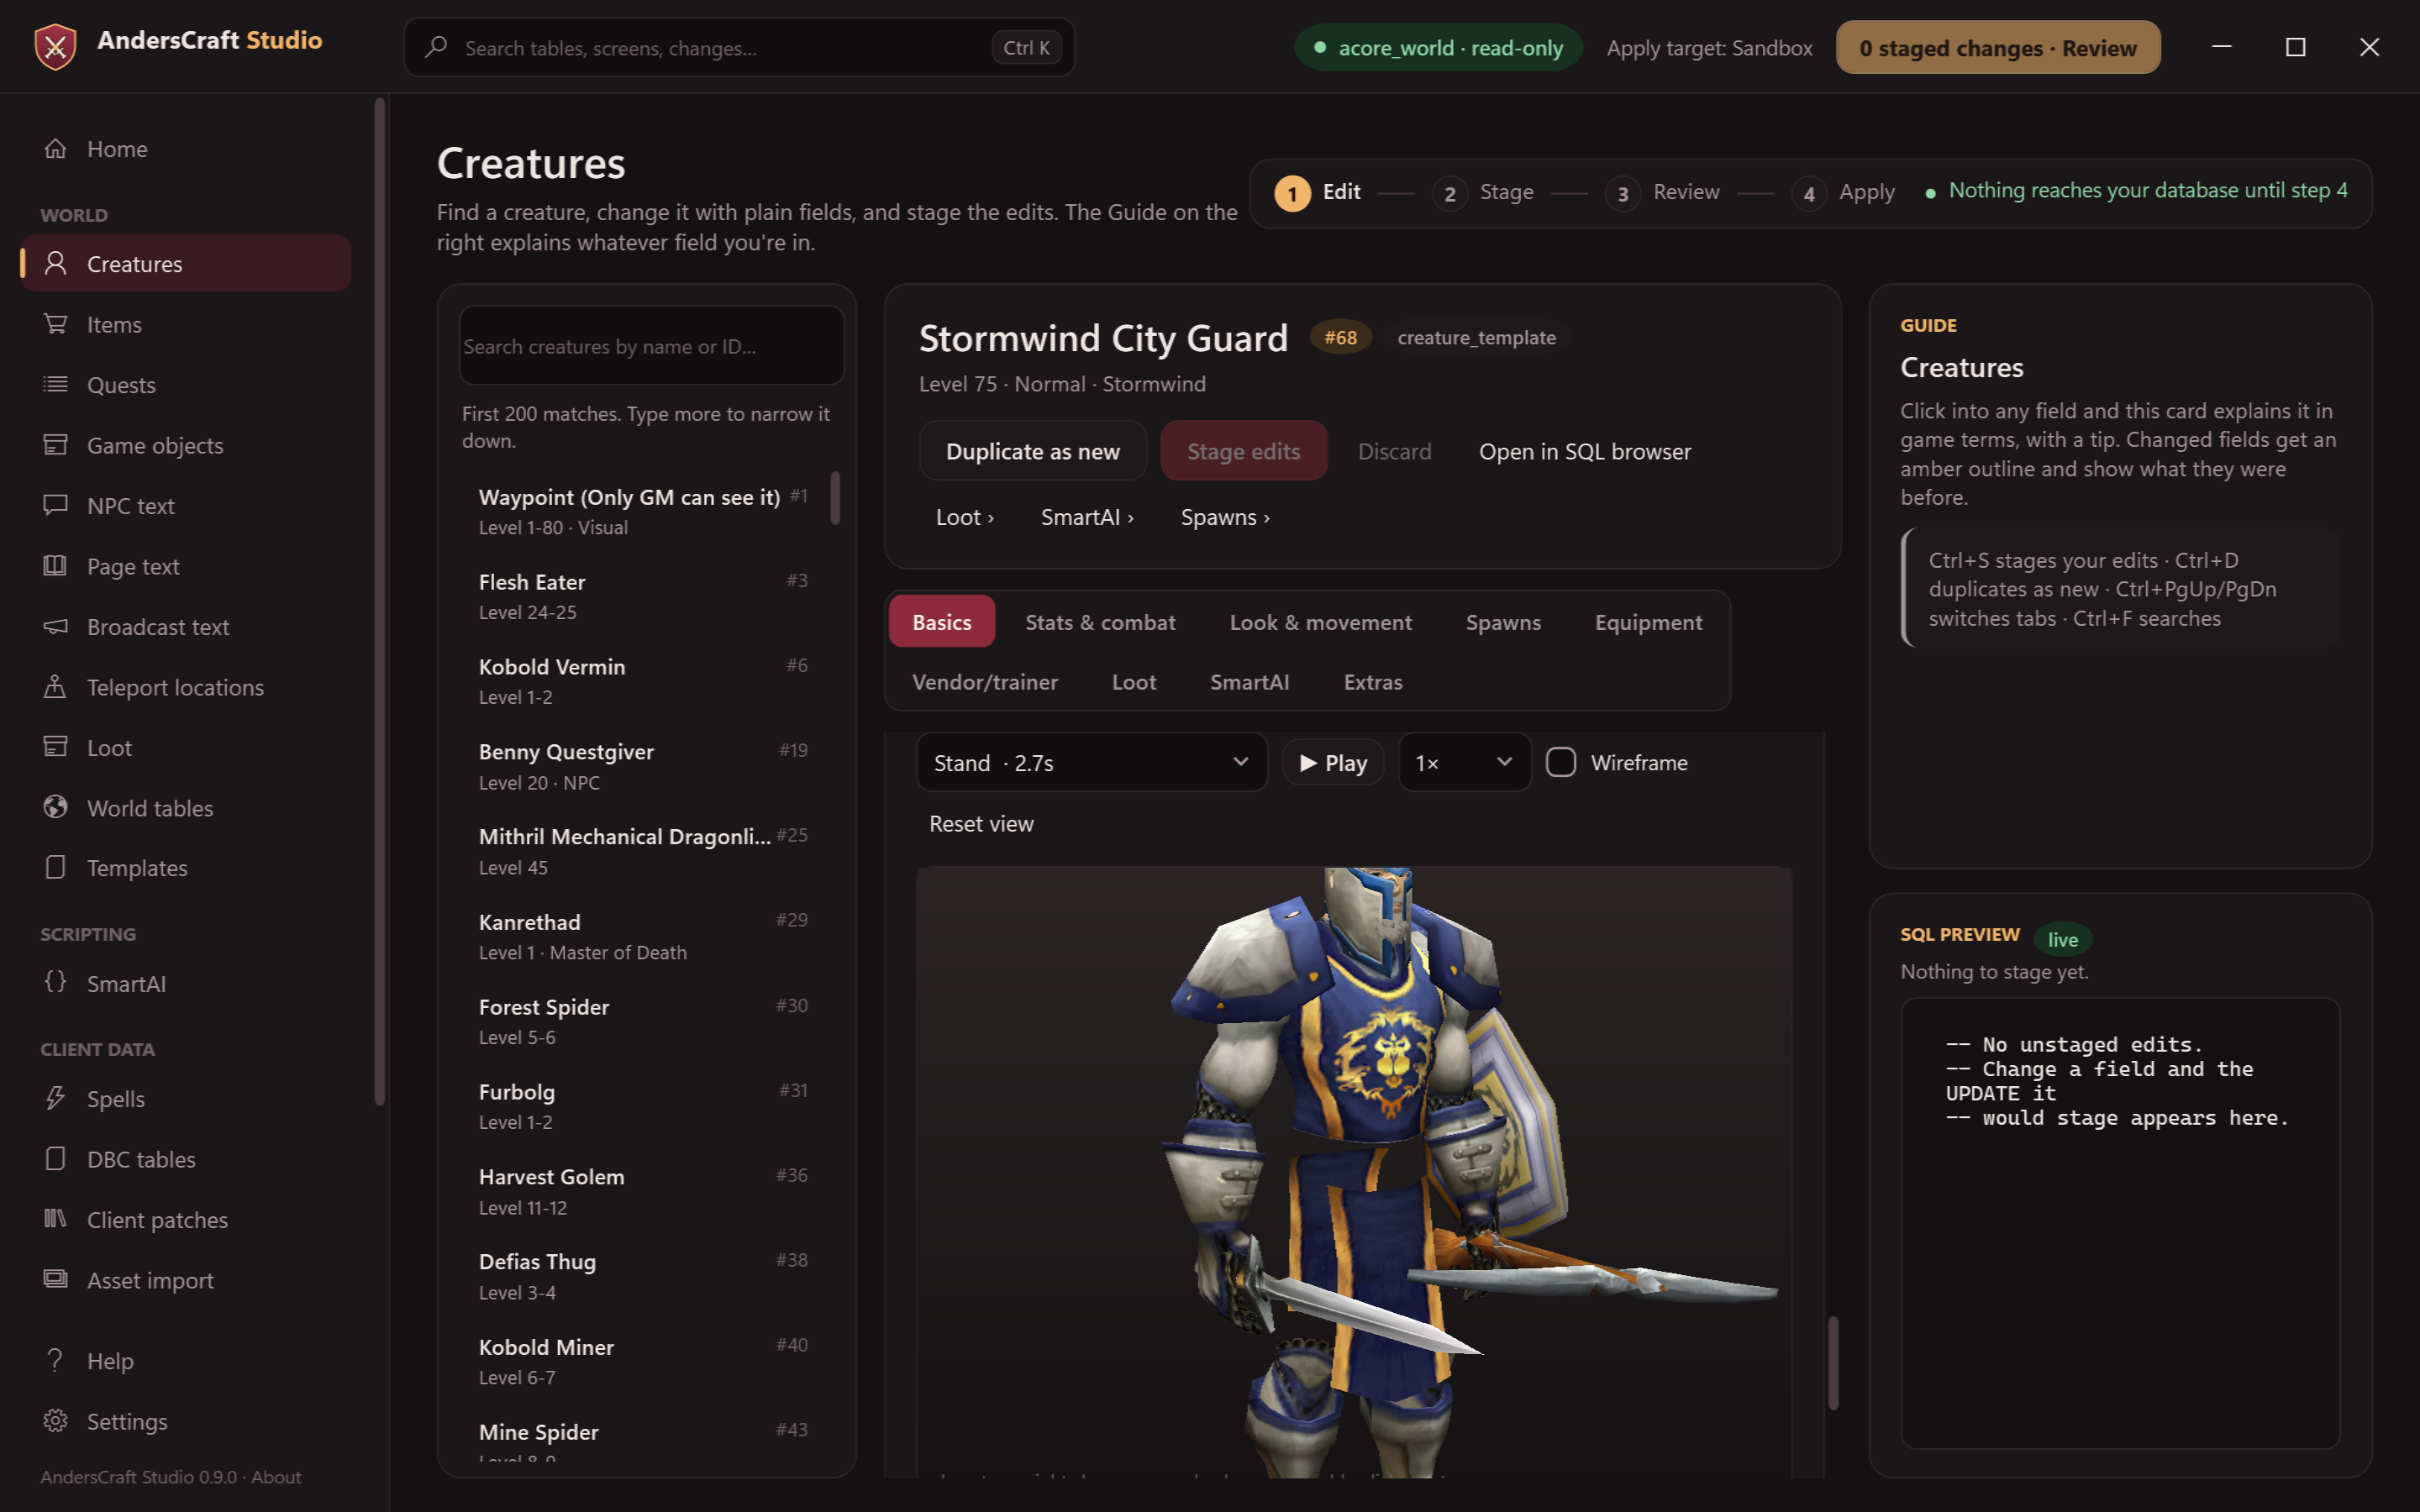 AndersCraft Studio
Search tables, screens, changes...
Ctrl K
acore_world · read-only
Apply target: Sandbox
0 staged changes · Review
Home
WORLD
Creatures
Items
Quests
Game objects
NPC text
Page text
Broadcast text
Teleport locations
Loot
World tables
Templates
SCRIPTING
SmartAI
CLIENT DATA
Spells
DBC tables
Client patches
Asset import
Help
Settings
AndersCraft Studio 0.9.0 · About
Creatures
Find a creature, change it with plain fields, and stage the edits. The Guide on the
right explains whatever field you're in.
1 Edit
2 Stage
3 Review
4 Apply
Nothing reaches your database until step 4
Search creatures by name or ID...
First 200 matches. Type more to narrow it
down.
Waypoint (Only GM can see it) #1
Level 1-80 · Visual
Flesh Eater #3
Level 24-25
Kobold Vermin #6
Level 1-2
Benny Questgiver #19
Level 20 · NPC
Mithril Mechanical Dragonli... #25
Level 45
Kanrethad #29
Level 1 · Master of Death
Forest Spider #30
Level 5-6
Furbolg #31
Level 1-2
Harvest Golem #36
Level 11-12
Defias Thug #38
Level 3-4
Kobold Miner #40
Level 6-7
Mine Spider #43
Stormwind City Guard #68 creature_template
Level 75 · Normal · Stormwind
Duplicate as new
Stage edits
Discard
Open in SQL browser
Loot ›
SmartAI ›
Spawns ›
Basics
Stats & combat
Look & movement
Spawns
Equipment
Vendor/trainer
Loot
SmartAI
Extras
Stand · 2.7s
▶ Play
1×
Wireframe
Reset view
GUIDE
Creatures
Click into any field and this card explains it in
game terms, with a tip. Changed fields get an
amber outline and show what they were
before.
Ctrl+S stages your edits · Ctrl+D
duplicates as new · Ctrl+PgUp/PgDn
switches tabs · Ctrl+F searches
SQL PREVIEW live
Nothing to stage yet.
-- No unstaged edits.
-- Change a field and the
UPDATE it
-- would stage appears here.